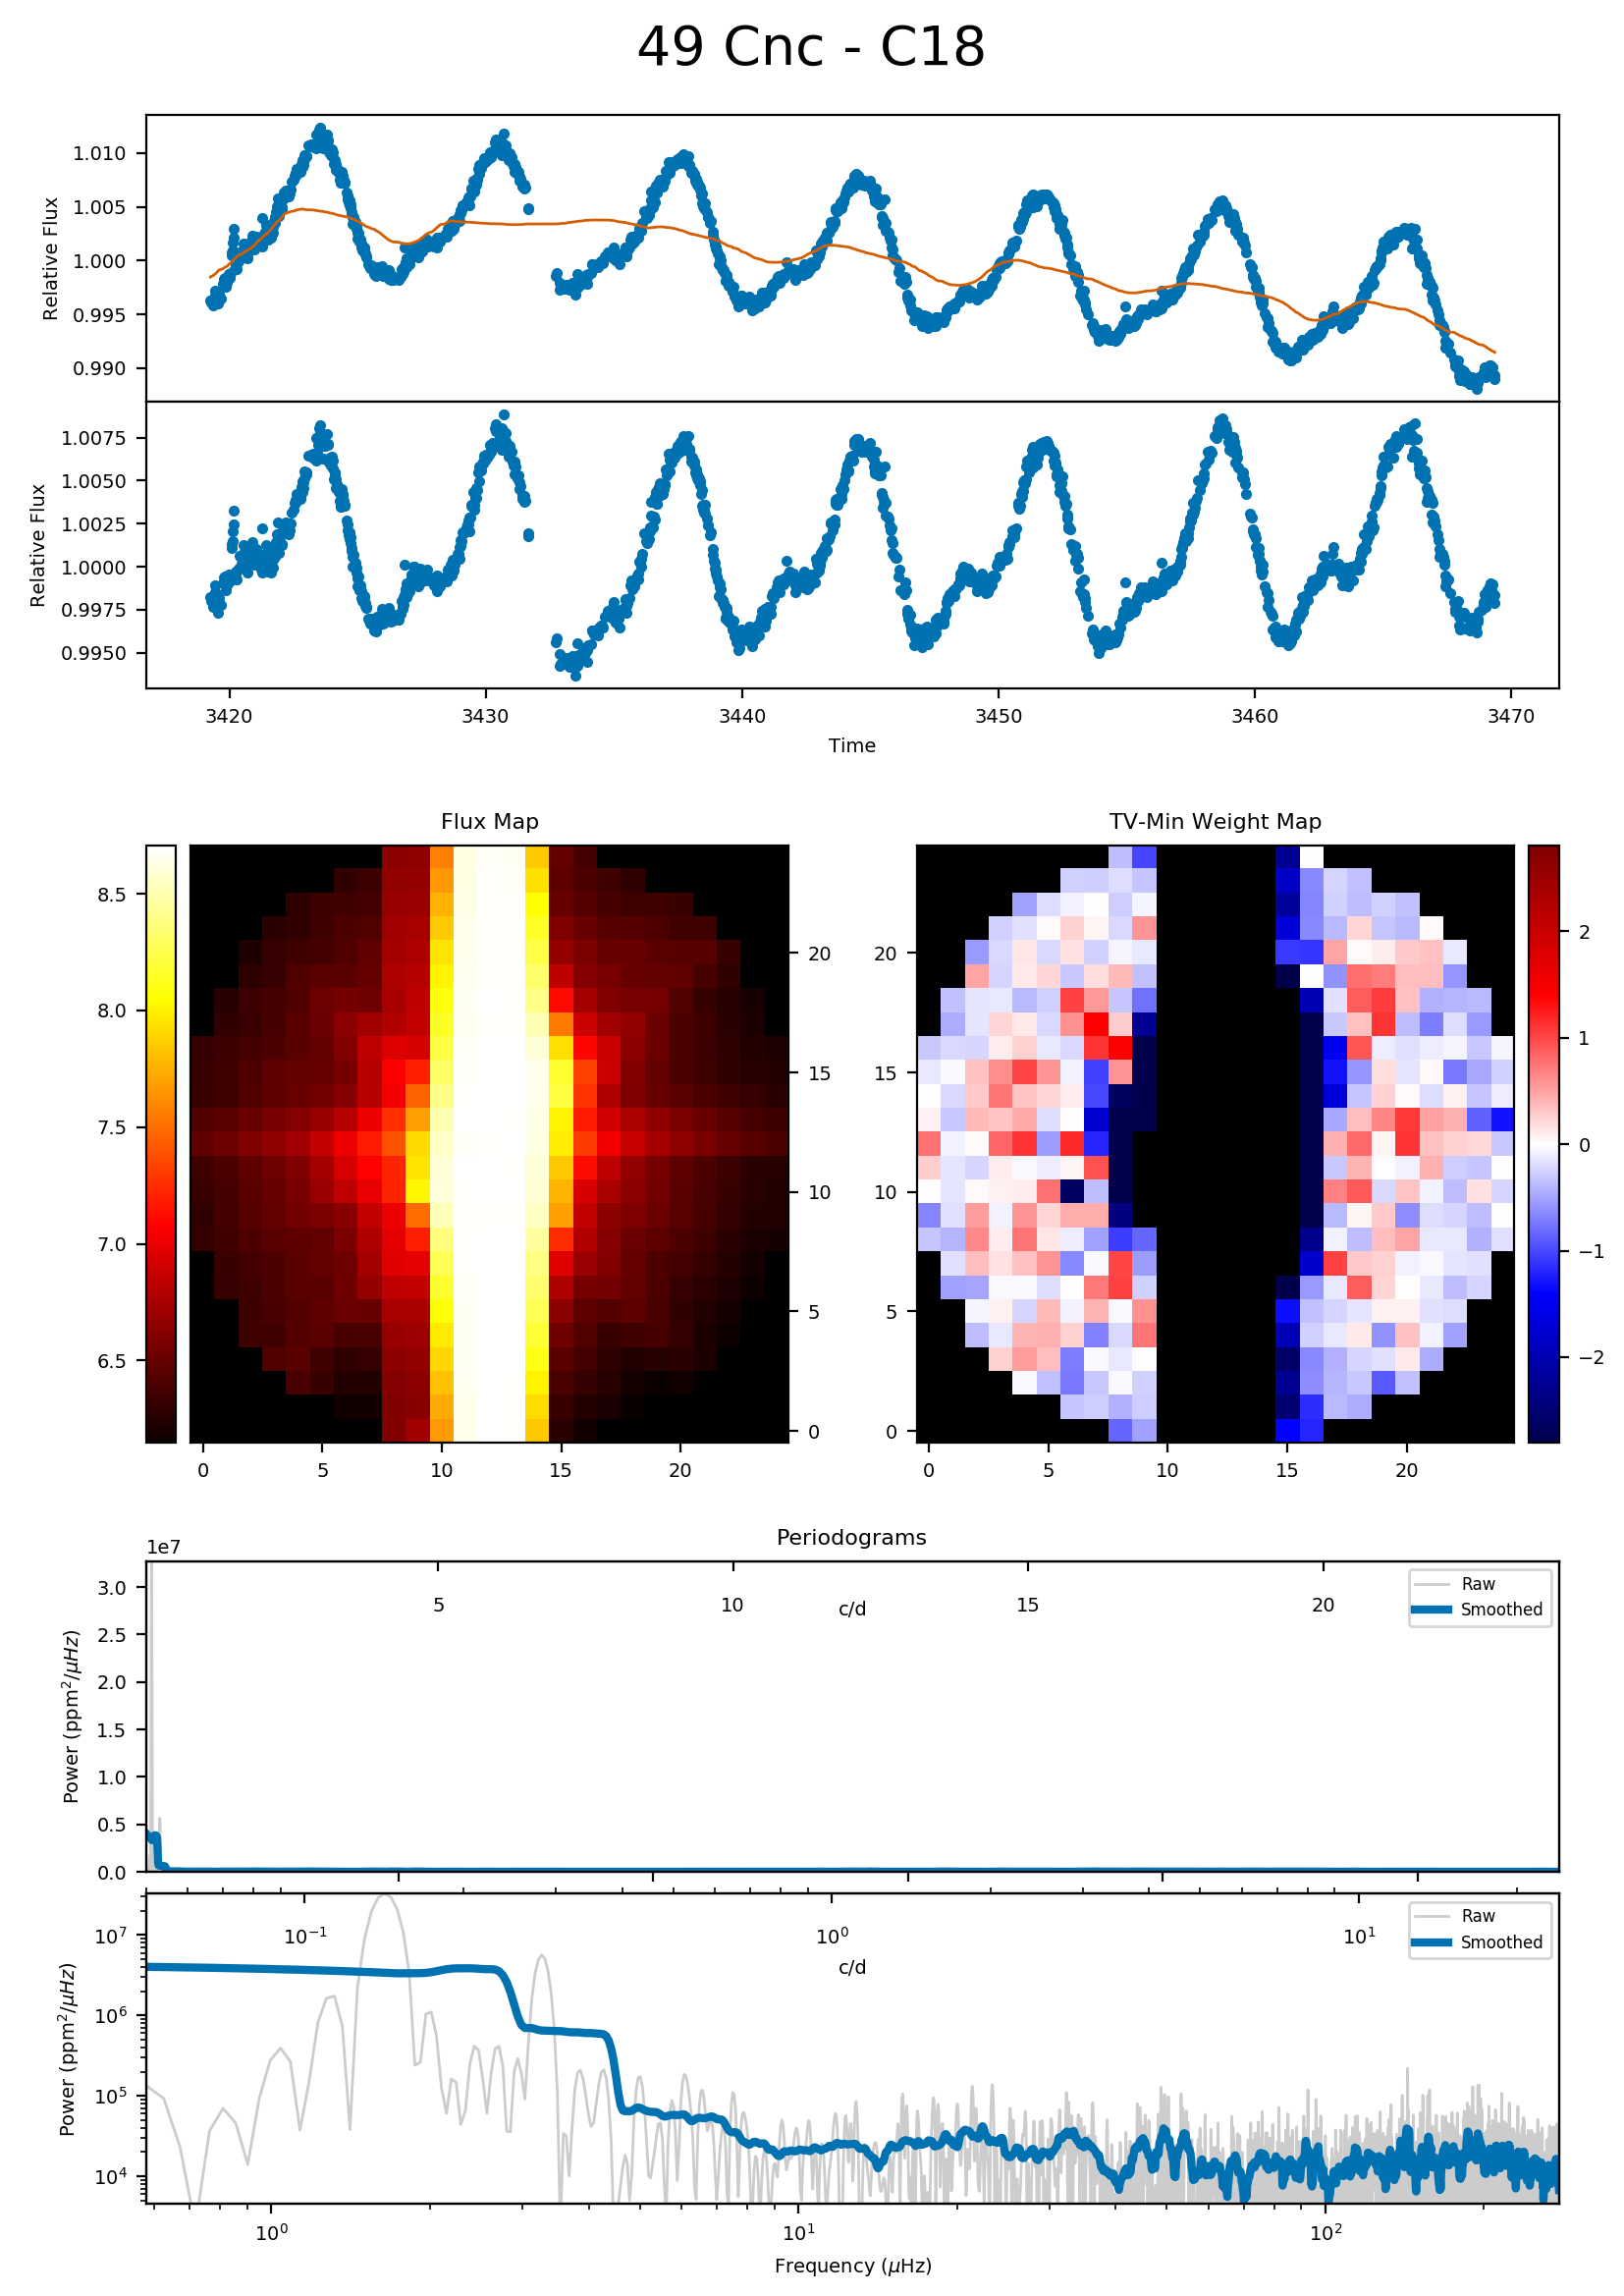 49 Cnc - C18
1.010
1.005
1.000
0.995
0.990
Relative Flux
1.0075
1.0050
1.0025
1.0000
0.9975
0.9950
Relative Flux
3420 3430 3440 3450 3460 3470
Time
Flux Map
TV-Min Weight Map
8.5
8.0
7.5
7.0
6.5
20
15
10
5
0
0 5 10 15 20
20
15
10
5
0
0 5 10 15 20
2
1
0
−1
−2
Periodograms
1e7
3.0
2.5
2.0
1.5
1.0
0.5
0.0
Power (ppm²/μHz)
5 10 15 20
c/d
Raw
Smoothed
10⁷
10⁶
10⁵
10⁴
Power (ppm²/μHz)
10⁻¹ 10⁰ 10¹
c/d
Raw
Smoothed
10⁰ 10¹ 10²
Frequency (μHz)